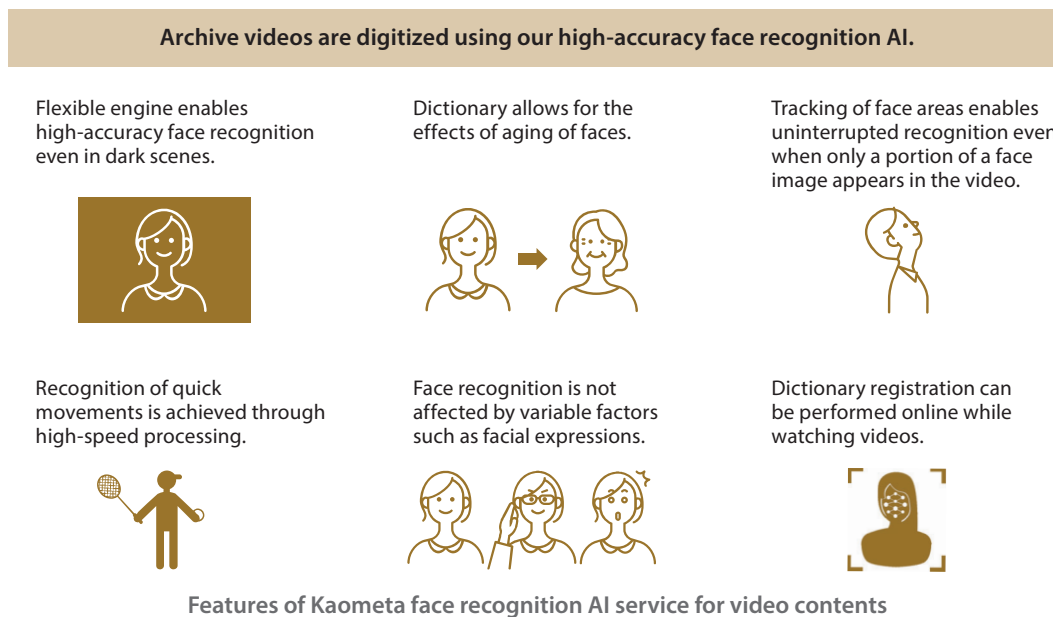 Archive videos are digitized using our high-accuracy face recognition AI.
Flexible engine enables
high-accuracy face recognition
even in dark scenes.
Dictionary allows for the
effects of aging of faces.
Tracking of face areas enables
uninterrupted recognition even
when only a portion of a face
image appears in the video.
Recognition of quick
movements is achieved through
high-speed processing.
Face recognition is not
affected by variable factors
such as facial expressions.
Dictionary registration can
be performed online while
watching videos.
Features of Kaometa face recognition AI service for video contents